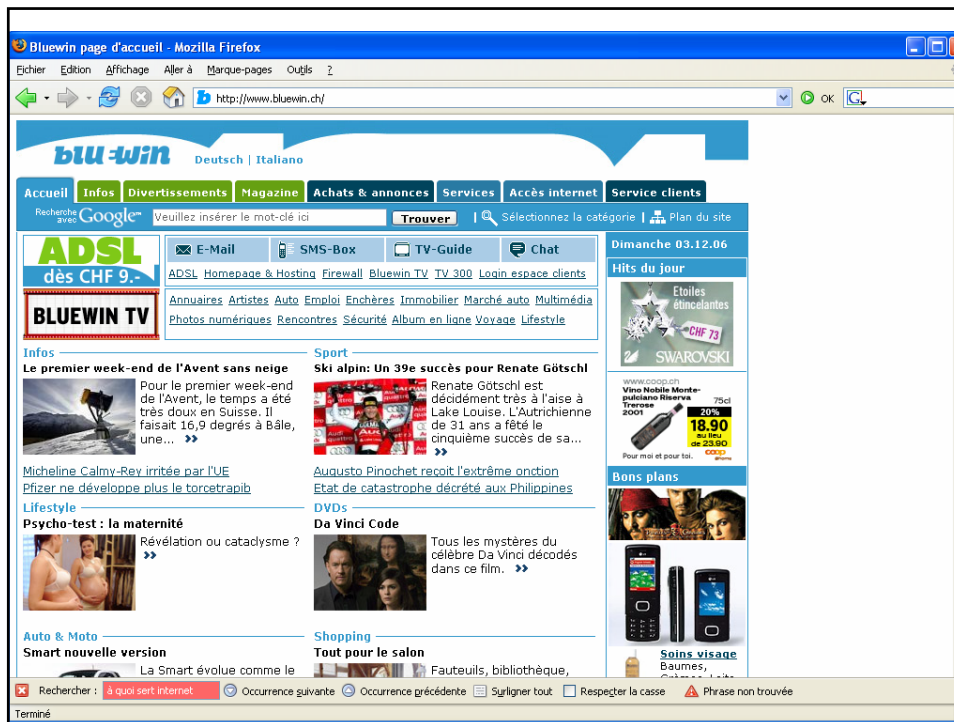 Bluewin page d'accueil - Mozilla Firefox
Fichier Edition Affichage Aller à Marque-pages Outils ?
http://www.bluewin.ch/ OK G
bluewin Deutsch | Italiano
Accueil Infos Divertissements Magazine Achats & annonces Services Accès internet Service clients
Recherche avec Google™ Veuillez insérer le mot-clé ici Trouver | Sélectionnez la catégorie | Plan du site
ADSL
dès CHF 9.-
BLUEWIN TV
E-Mail SMS-Box TV-Guide Chat
ADSL Homepage & Hosting Firewall Bluewin TV TV 300 Login espace clients
Annuaires Artistes Auto Emploi Enchères Immobilier Marché auto Multimédia
Photos numériques Rencontres Sécurité Album en ligne Voyage Lifestyle
Infos
Le premier week-end de l'Avent sans neige
Pour le premier week-end
de l'Avent, le temps a été
très doux en Suisse. Il
faisait 16,9 degrés à Bâle,
une... »
Micheline Calmy-Rey irritée par l'UE
Pfizer ne développe plus le torcetrapib
Sport
Ski alpin: Un 39e succès pour Renate Götschl
Renate Götschl est
décidément très à l'aise à
Lake Louise. L'Autrichienne
de 31 ans a fêté le
cinquième succès de sa...
»
Augusto Pinochet reçoit l'extrême onction
Etat de catastrophe décrété aux Philippines
Lifestyle
Psycho-test : la maternité
Révélation ou cataclysme ?
»
DVDs
Da Vinci Code
Tous les mystères du
célèbre Da Vinci décodés
dans ce film. »
Auto & Moto
Smart nouvelle version
La Smart évolue comme le
Shopping
Tout pour le salon
Fauteuils, bibliothèque,
Dimanche 03.12.06
Hits du jour
Etoiles
étincelantes
CHF 73
SWAROVSKI
www.coop.ch
Vino Nobile Monte-
pulciano Riserva
Trerose
2001
75cl
20%
18.90
au lieu
de 23.90
Pour moi et pour toi.
coop
Bons plans
Soins visage
Baumes,
Rechercher : à quoi sert internet Occurrence suivante Occurrence précédente Surligner tout Respecter la casse Phrase non trouvée
Terminé